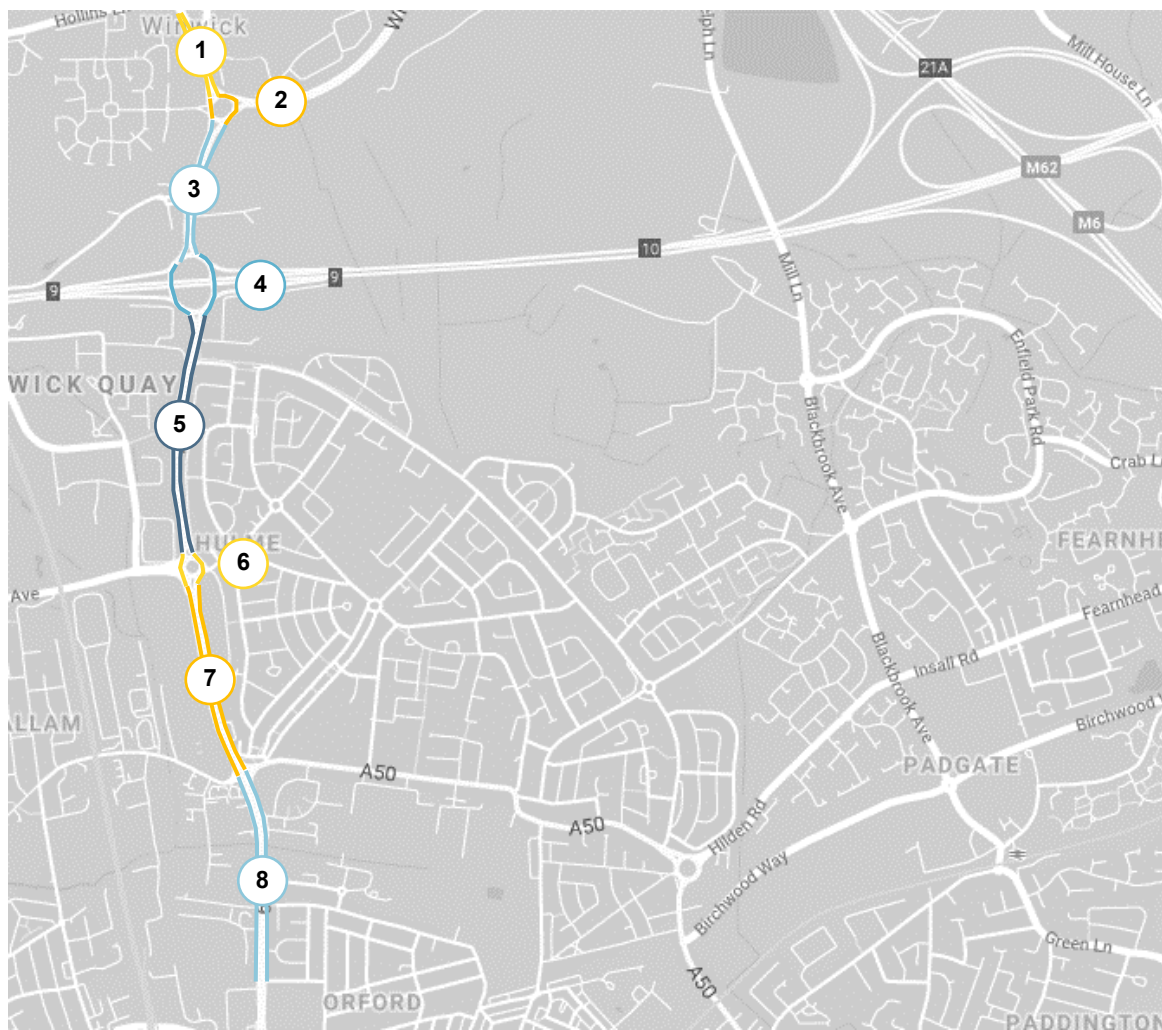 Hollins Ln
Winwick
Wi
elph Ln
Mill House Ln
1
21A
2
M62
3
M6
10
9
9
4
Mill Ln
Enfield Park Rd
WICK QUAY
5
Blackbrook Ave
Crab L
HULME
FEARNH
6
Ave
Fearnhead
7
Insall Rd
Blackbrook Ave
ALLAM
Birchwood
PADGATE
A50
A50
Hilden Rd
8
Birchwood Way
Green Ln
A50
ORFORD
PADDINGTON